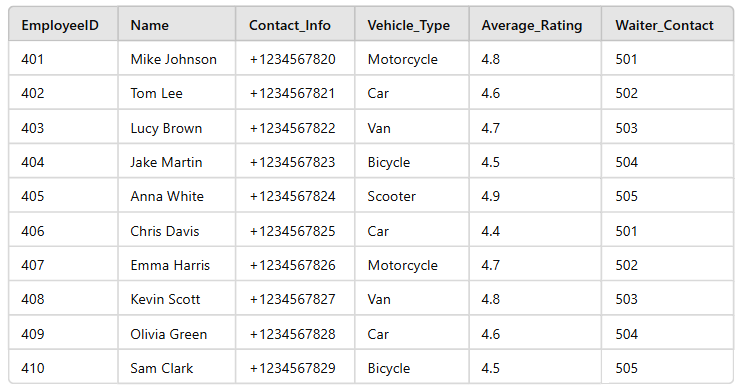 EmployeeID Name Contact_Info Vehicle_Type Average_Rating Waiter_Contact
401 Mike Johnson +1234567820 Motorcycle 4.8 501
402 Tom Lee +1234567821 Car 4.6 502
403 Lucy Brown +1234567822 Van 4.7 503
404 Jake Martin +1234567823 Bicycle 4.5 504
405 Anna White +1234567824 Scooter 4.9 505
406 Chris Davis +1234567825 Car 4.4 501
407 Emma Harris +1234567826 Motorcycle 4.7 502
408 Kevin Scott +1234567827 Van 4.8 503
409 Olivia Green +1234567828 Car 4.6 504
410 Sam Clark +1234567829 Bicycle 4.5 505